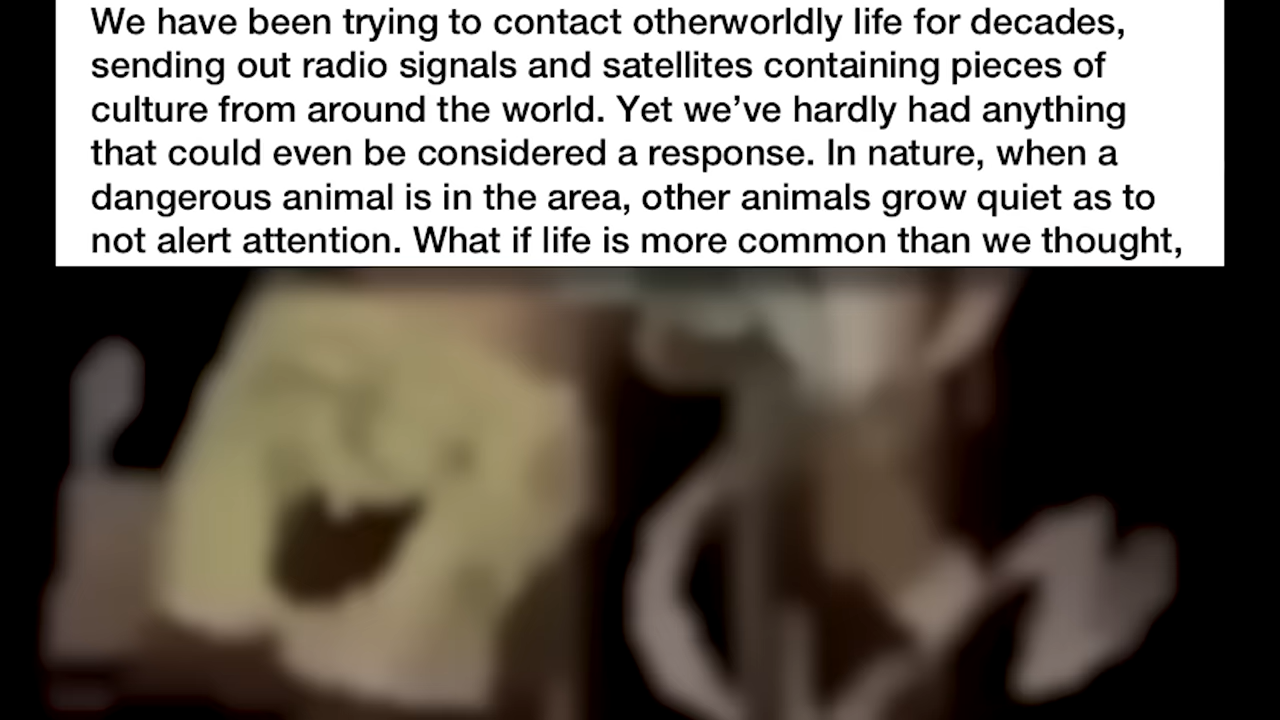 We have been trying to contact otherworldly life for decades,
sending out radio signals and satellites containing pieces of
culture from around the world. Yet we’ve hardly had anything
that could even be considered a response. In nature, when a
dangerous animal is in the area, other animals grow quiet as to
not alert attention. What if life is more common than we thought,